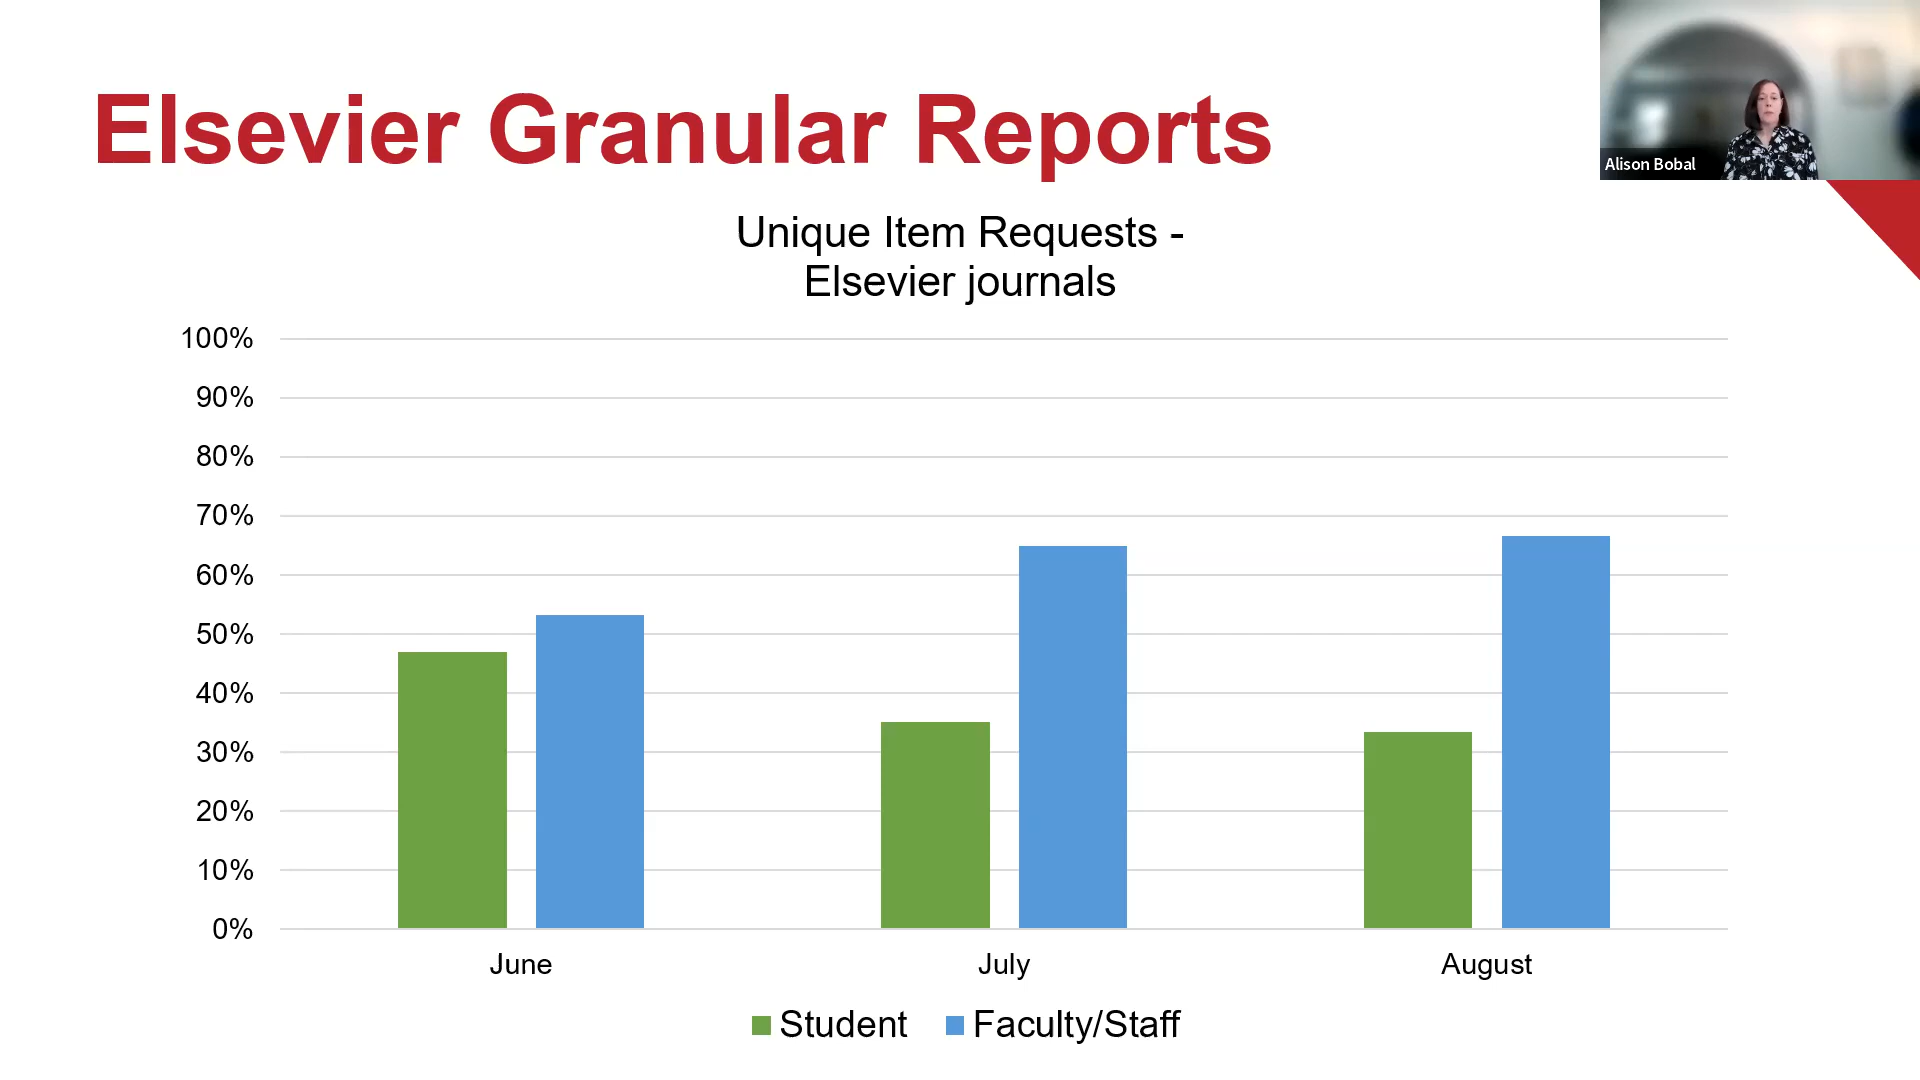 Elsevier Granular Reports
Alison Bobal
Unique Item Requests -
Elsevier journals
100%
90%
80%
70%
60%
50%
40%
30%
20%
10%
0%
June July August
Student Faculty/Staff